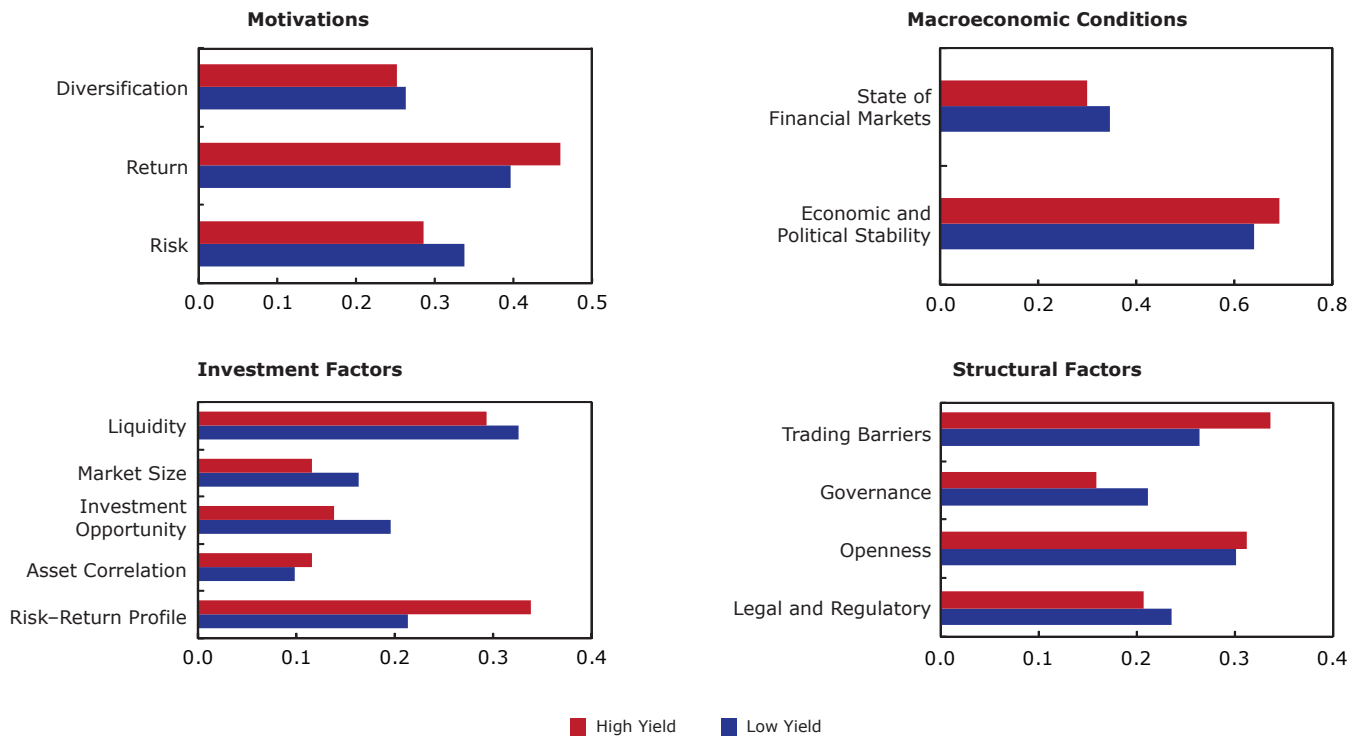 Motivations
Diversification
Return
Risk
0.0 0.1 0.2 0.3 0.4 0.5
Macroeconomic Conditions
State of
Financial Markets
Economic and
Political Stability
0.0 0.2 0.4 0.6 0.8
Investment Factors
Liquidity
Market Size
Investment
Opportunity
Asset Correlation
Risk–Return Profile
0.0 0.1 0.2 0.3 0.4
Structural Factors
Trading Barriers
Governance
Openness
Legal and Regulatory
0.0 0.1 0.2 0.3 0.4
High Yield Low Yield